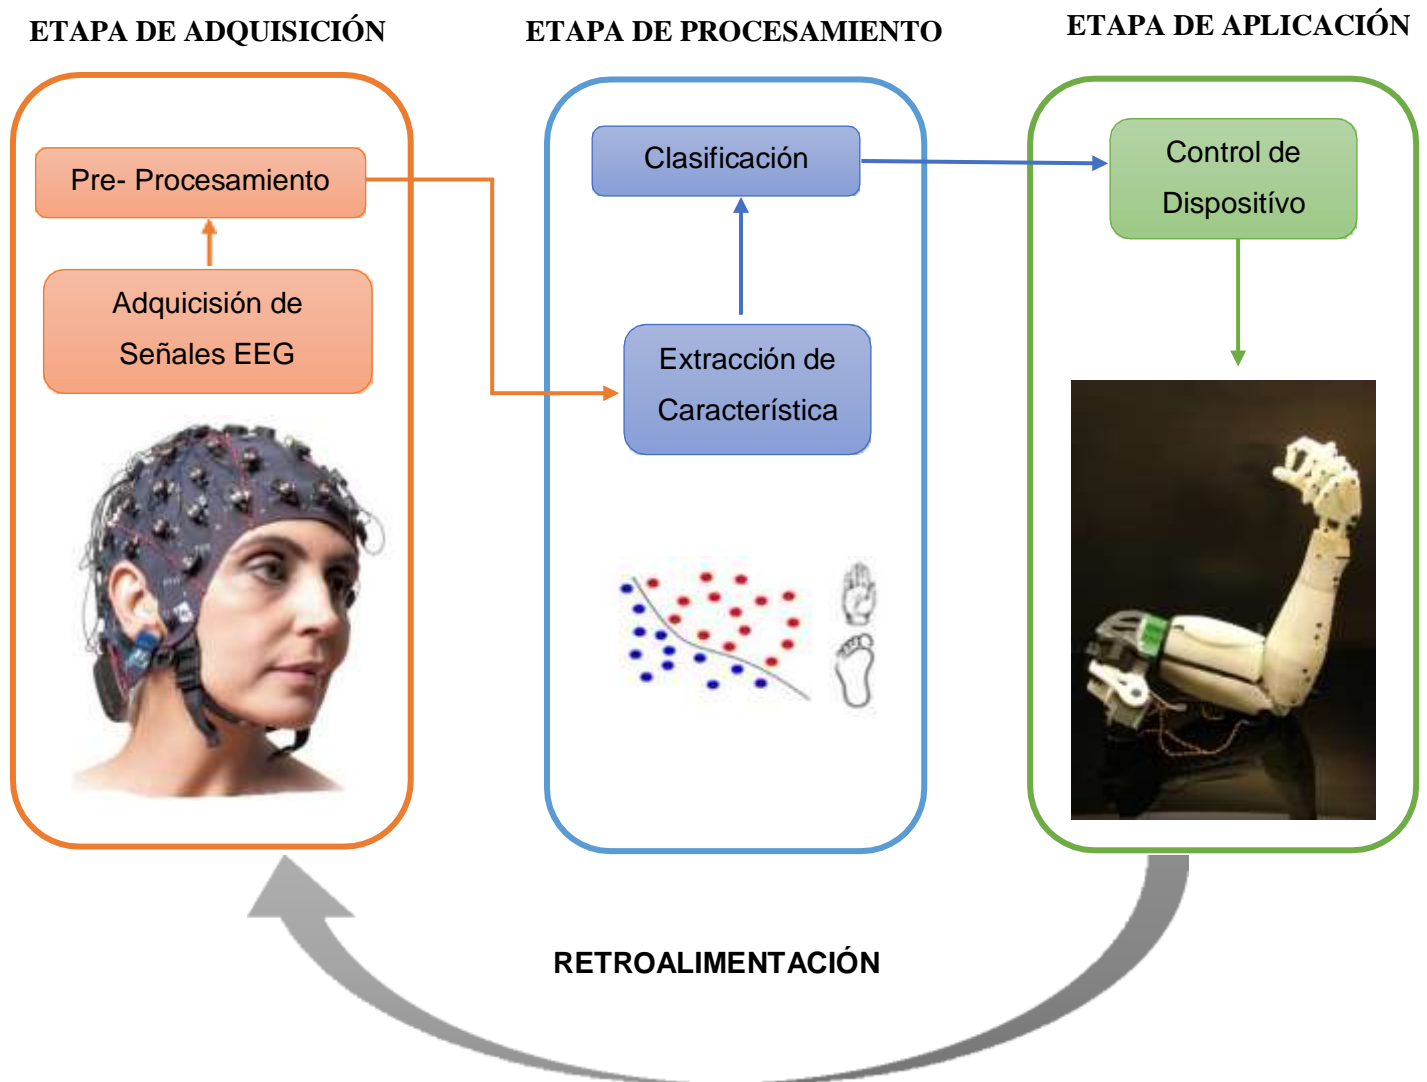 ETAPA DE ADQUISICIÓN
Pre- Procesamiento
Adquicisión de
Señales EEG
ETAPA DE PROCESAMIENTO
Clasificación
Extracción de
Característica
ETAPA DE APLICACIÓN
Control de
Dispositívo
RETROALIMENTACIÓN